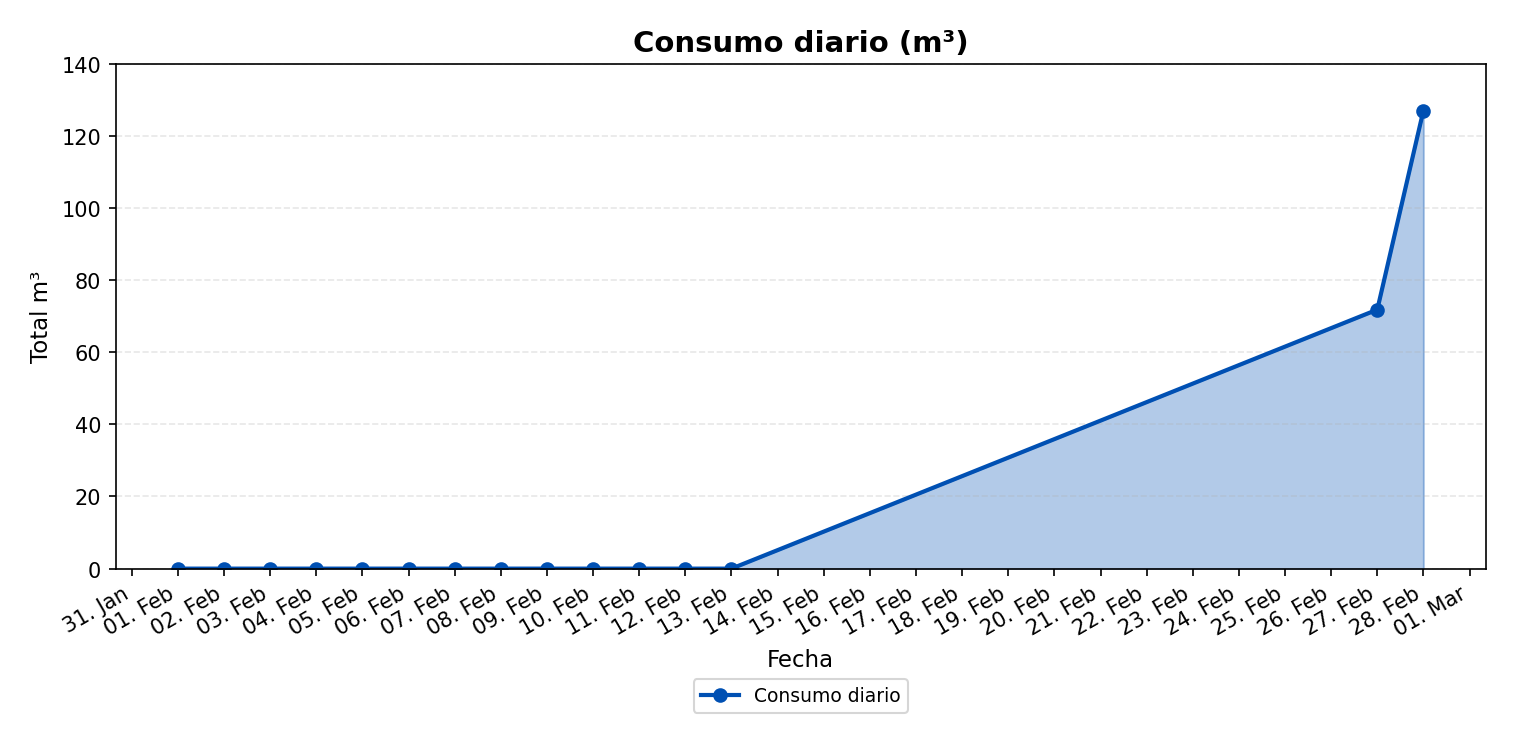 Consumo diario (m³)
140
120
100
80
60
40
20
0
Total m³
31. Jan
01. Feb
02. Feb
03. Feb
04. Feb
05. Feb
06. Feb
07. Feb
08. Feb
09. Feb
10. Feb
11. Feb
12. Feb
13. Feb
14. Feb
15. Feb
16. Feb
17. Feb
18. Feb
19. Feb
20. Feb
21. Feb
22. Feb
23. Feb
24. Feb
25. Feb
26. Feb
27. Feb
28. Feb
01. Mar
Fecha
Consumo diario